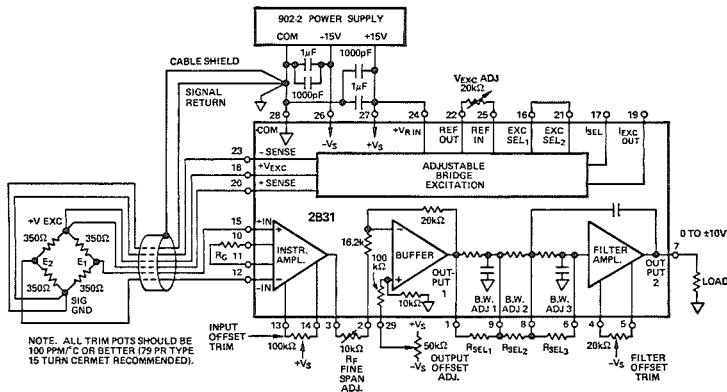 902-2 POWER SUPPLY
COM -15V +15V
1µF 1000pF
1000pF 1µF
CABLE SHIELD
SIGNAL RETURN
VEXC ADJ
20kΩ
28 26 27 24 22 25 16 21 17 19
COM -VS +VS +VR IN REF OUT REF IN EXC SEL1 EXC SEL2 ISEL IEXC OUT
23 - SENSE
18 +VEXC
20 + SENSE
ADJUSTABLE BRIDGE EXCITATION
2B31
+V EXC
350Ω 350Ω
E2 E1
350Ω 350Ω
SIG GND
15 +IN
10
RG
11
12 -IN
INSTR. AMPL.
20kΩ
16.2k
BUFFER
100 kΩ
10kΩ
OUTPUT 1
FILTER AMPL.
OUTPUT 2
0 TO ±10V
7
LOAD
B.W. ADJ 1 B.W. ADJ 2 B.W. ADJ 3
13 14 3 2 29 1 9 8 6 4 5
INPUT OFFSET TRIM
100kΩ
+VS
10kΩ
RF FINE SPAN ADJ.
+VS
50kΩ
-VS
OUTPUT OFFSET ADJ.
RSEL1 RSEL2 RSEL3
20kΩ
-VS
FILTER OFFSET TRIM
NOTE. ALL TRIM POTS SHOULD BE
100 PPM/°C OR BETTER (79 PR TYPE
15 TURN CERMET RECOMMENDED).